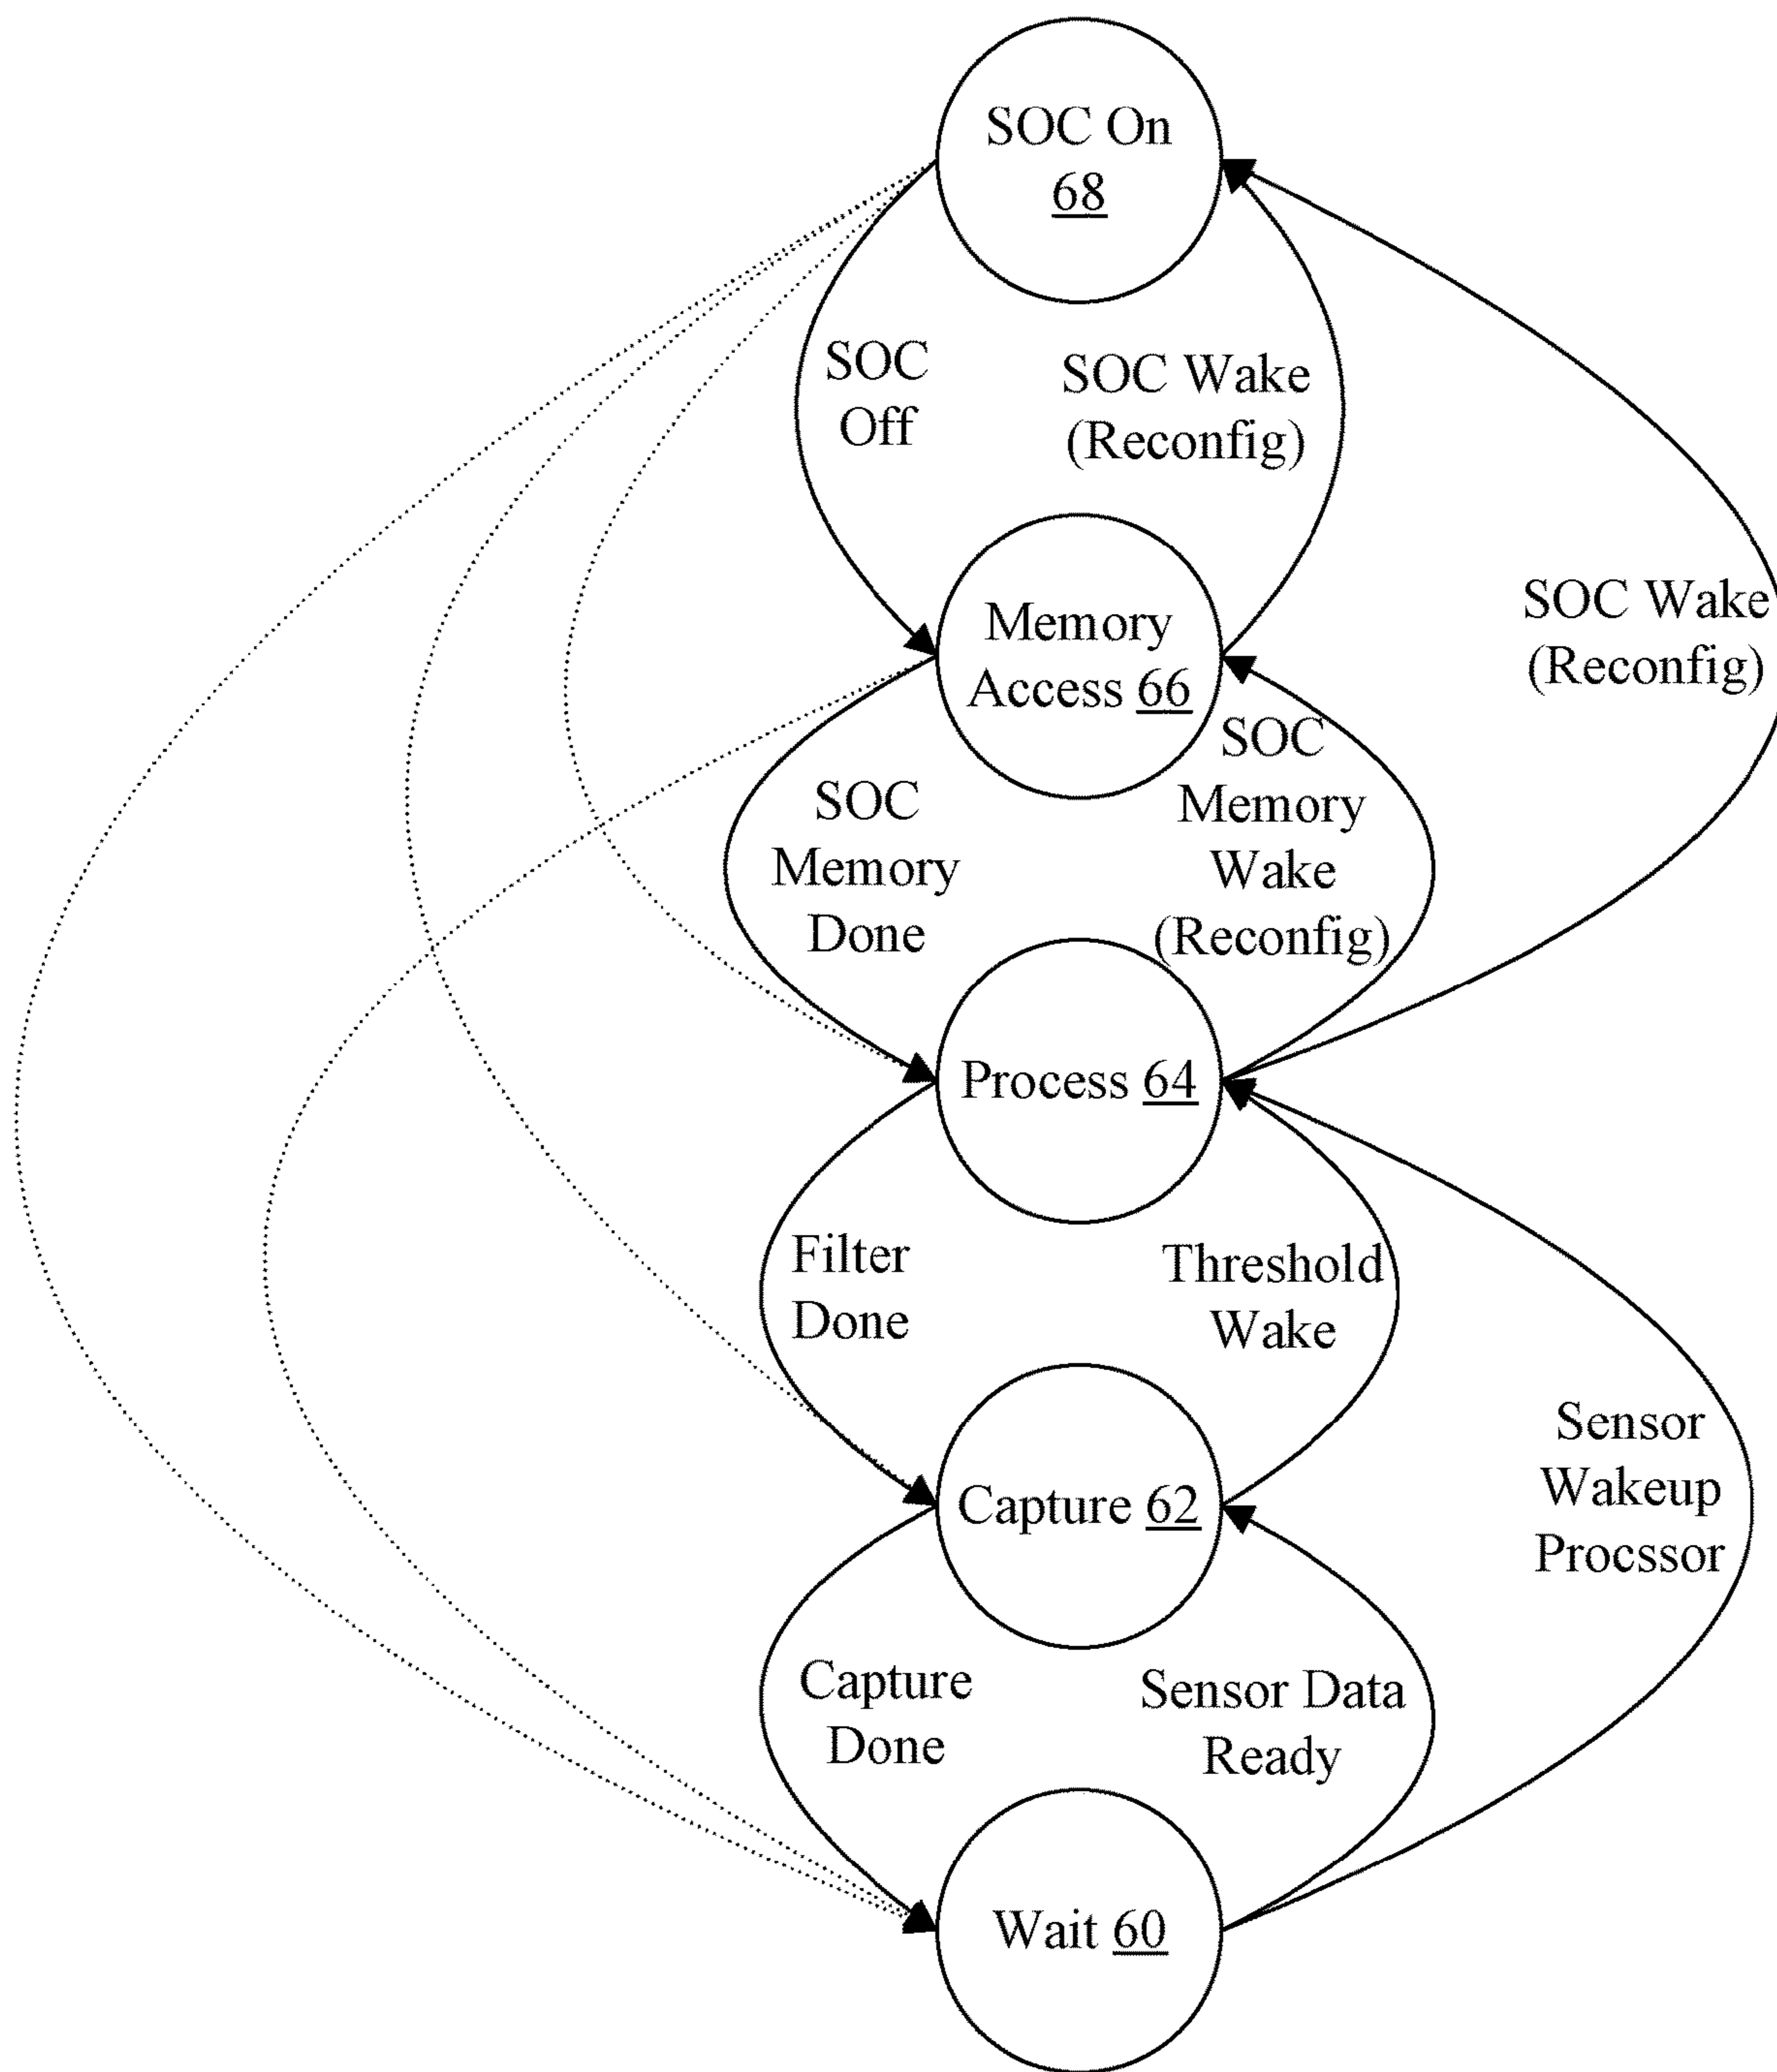 SOC On
68
SOC
Off
SOC Wake
(Reconfig)
SOC Wake
(Reconfig)
Memory
Access 66
SOC
Memory
Done
SOC
Memory
Wake
(Reconfig)
Process 64
Filter
Done
Threshold
Wake
Sensor
Wakeup
Procssor
Capture 62
Capture
Done
Sensor Data
Ready
Wait 60